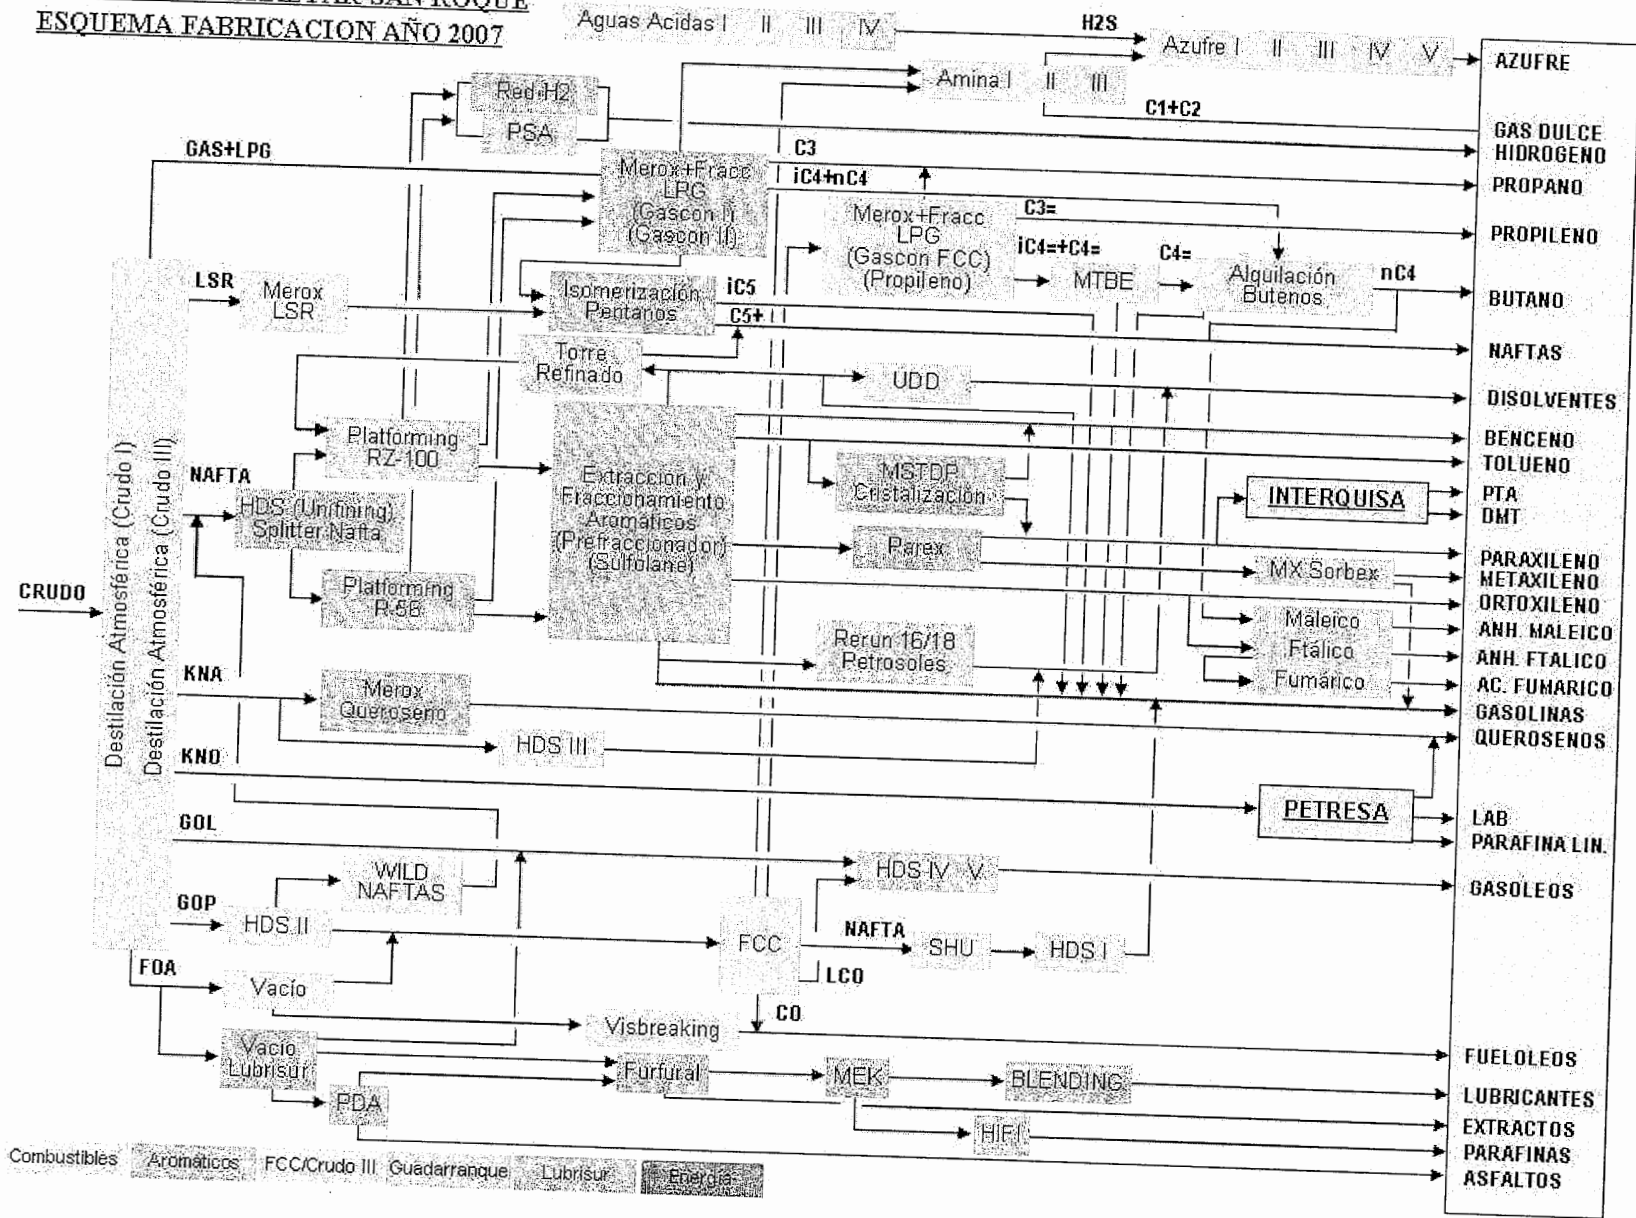 SAN ROQUE
ESQUEMA FABRICACION AÑO 2007
Aguas Acidas I II III IV
H2S
Azufre I II III IV V
AZUFRE
Amina I II III
C1+C2
GAS DULCE
Red H2
PSA
HIDROGENO
GAS+LPG
Merox+Fracc
LPG
(Gascon I)
(Gascon II)
C3
PROPANO
iC4+nC4
Merox+Fracc
LPG
(Gascon FCC)
(Propileno)
C3=
PROPILENO
iC4=+C4=
MTBE
C4=
Alquilación
Butenos
nC4
BUTANO
LSR
Merox
LSR
Isomerización
Pentanos
iC5
C5+
NAFTAS
Torre
Refinado
UDD
DISOLVENTES
Destilación Atmosférica (Crudo I)
Destilación Atmosférica (Crudo III)
CRUDO
NAFTA
HDS (Unifining)
Splitter Nafta
Platforming
RZ-100
Platforming
R-56
Extracción y
Fraccionamiento
Aromáticos
(Prefraccionador)
(Sulfolane)
BENCENO
TOLUENO
MSTDP
Cristalización
INTERQUISA
PTA
DMT
Parex
PARAXILENO
MX Sorbex
METAXILENO
ORTOXILENO
Maleico
ANH. MALEICO
Ftálico
ANH. FTALICO
Fumárico
AC. FUMARICO
Rerun 16/18
Petrosoles
GASOLINAS
KNA
Merox
Queroseno
QUEROSENOS
HDS III
KNO
PETRESA
LAB
PARAFINA LIN.
GOL
HDS IV V
GASOLEOS
WILD
NAFTAS
GOP
HDS II
FCC
NAFTA
SHU
HDS I
LCO
FOA
Vacío
CO
Visbreaking
FUELOLEOS
Vacío
Lubrisur
Furfural
MEK
BLENDING
LUBRICANTES
PDA
EXTRACTOS
HIFI
PARAFINAS
ASFALTOS
Combustibles Aromáticos FCC/Crudo III Guadarranque Lubrisur Energía